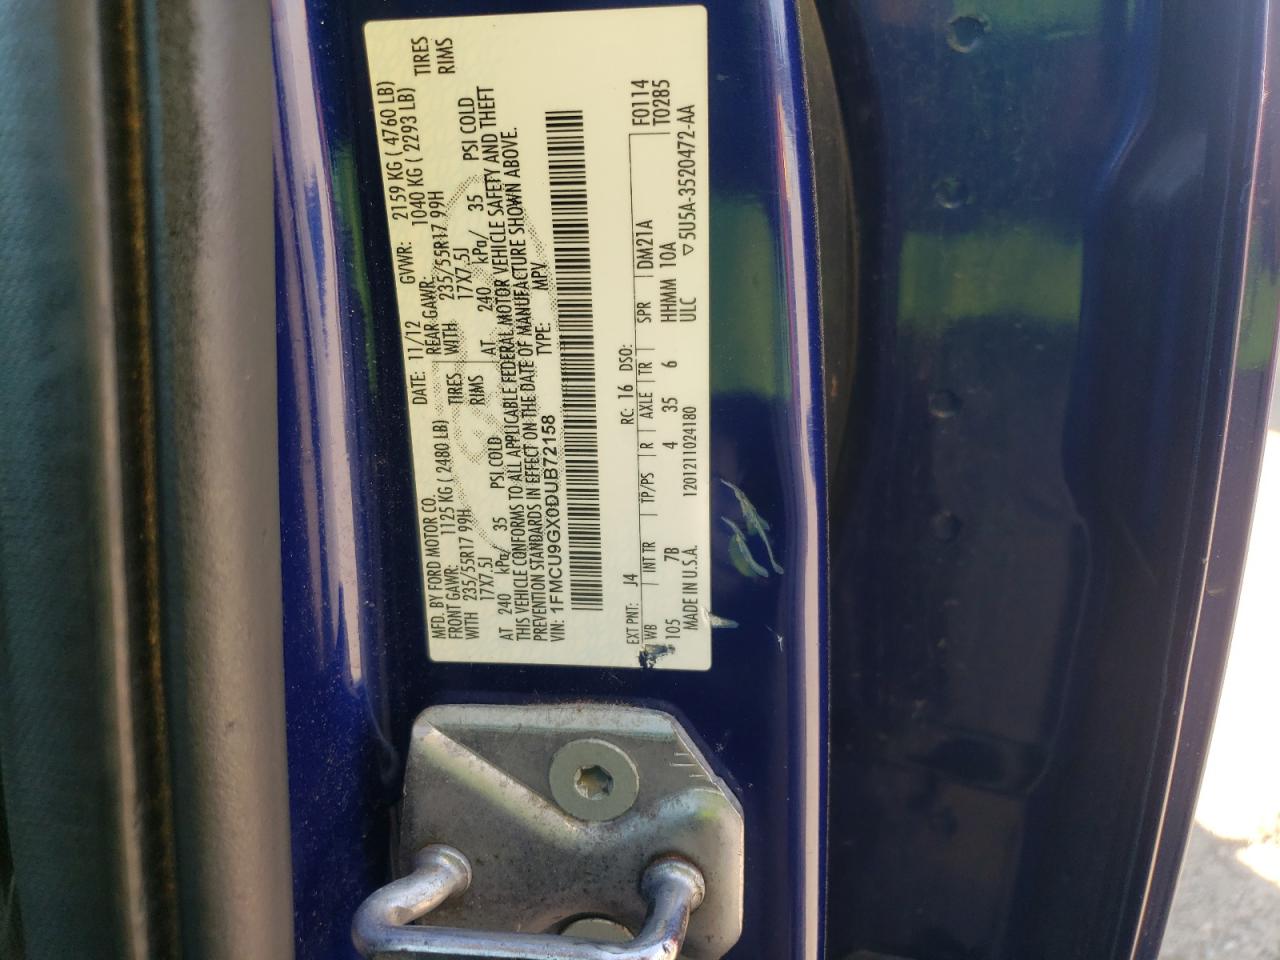 MFD. BY FORD MOTOR CO. DATE: 11/12 GVWR: 2159 KG ( 4760 LB)
FRONT GAWR: 1125 KG ( 2480 LB) REAR GAWR: 1040 KG ( 2293 LB)
WITH 235/55R17 99H TIRES WITH 235/55R17 99H TIRES
17X7.5J RIMS 17X7.5J RIMS
AT 240 kPa/ 35 PSI COLD AT 240 kPa/ 35 PSI COLD
THIS VEHICLE CONFORMS TO ALL APPLICABLE FEDERAL MOTOR VEHICLE SAFETY AND THEFT
PREVENTION STANDARDS IN EFFECT ON THE DATE OF MANUFACTURE SHOWN ABOVE.
VIN: 1FMCU9GX0DUB72158 TYPE: MPV
EXT PNT: J4 RC: 16 DSO: F0114
WB INT TR TP/PS R AXLE TR SPR DM21A T0285
105 7B 4 35 6 HHMM 10A
MADE IN U.S.A. 1201211024180 ULC ▽5U5A-3520472-AA